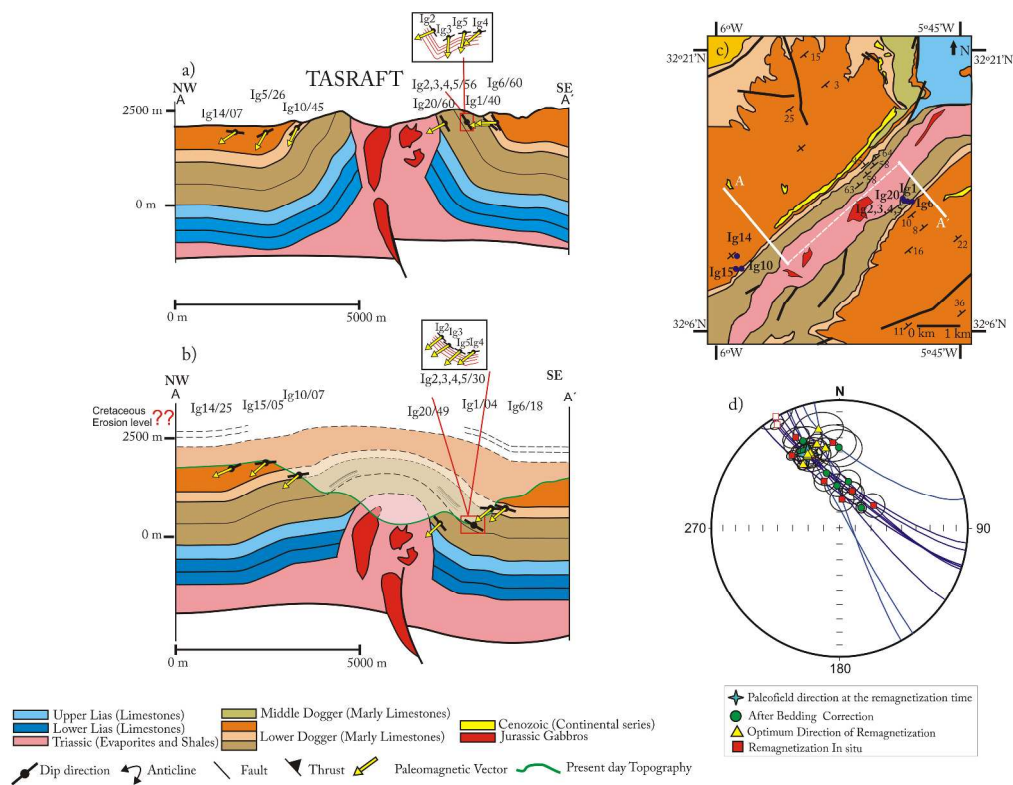 a)
TASRAFT
NW
A
Ig14/07
Ig5/26
Ig10/45
Ig2
Ig3
Ig5
Ig4
Ig2,3,4,5/56
Ig20/60
Ig1/40
Ig6/60
SE
A´
2500 m
0 m
0 m
5000 m
b)
NW
A
Cretaceous
Erosion level
??
Ig14/25
Ig15/05
Ig10/07
Ig2
Ig3
Ig5
Ig4
Ig2,3,4,5/30
Ig20/49
Ig1/04
Ig6/18
SE
A´
2500 m
0 m
0 m
5000 m
c)
6ºW
5º45'W
32º21'N
32º21'N
N
15
3
25
64
58
58
63
A
Ig20
Ig1
Ig6
Ig2,3,4,5
A´
10
8
16
22
Ig14
Ig15
Ig10
36
11
0 km
1 km
32º6'N
32º6'N
6ºW
5º45'W
d)
N
270
90
180
Paleofield direction at the remagnetization time
After Bedding Correction
Optimum Direction of Remagnetization
Remagnetization In situ
Upper Lias (Limestones)
Lower Lias (Limestones)
Triassic (Evaporites and Shales)
Middle Dogger (Marly Limestones)
Lower Dogger (Marly Limestones)
Cenozoic (Continental series)
Jurassic Gabbros
Dip direction
Anticline
Fault
Thrust
Paleomagnetic Vector
Present day Topography